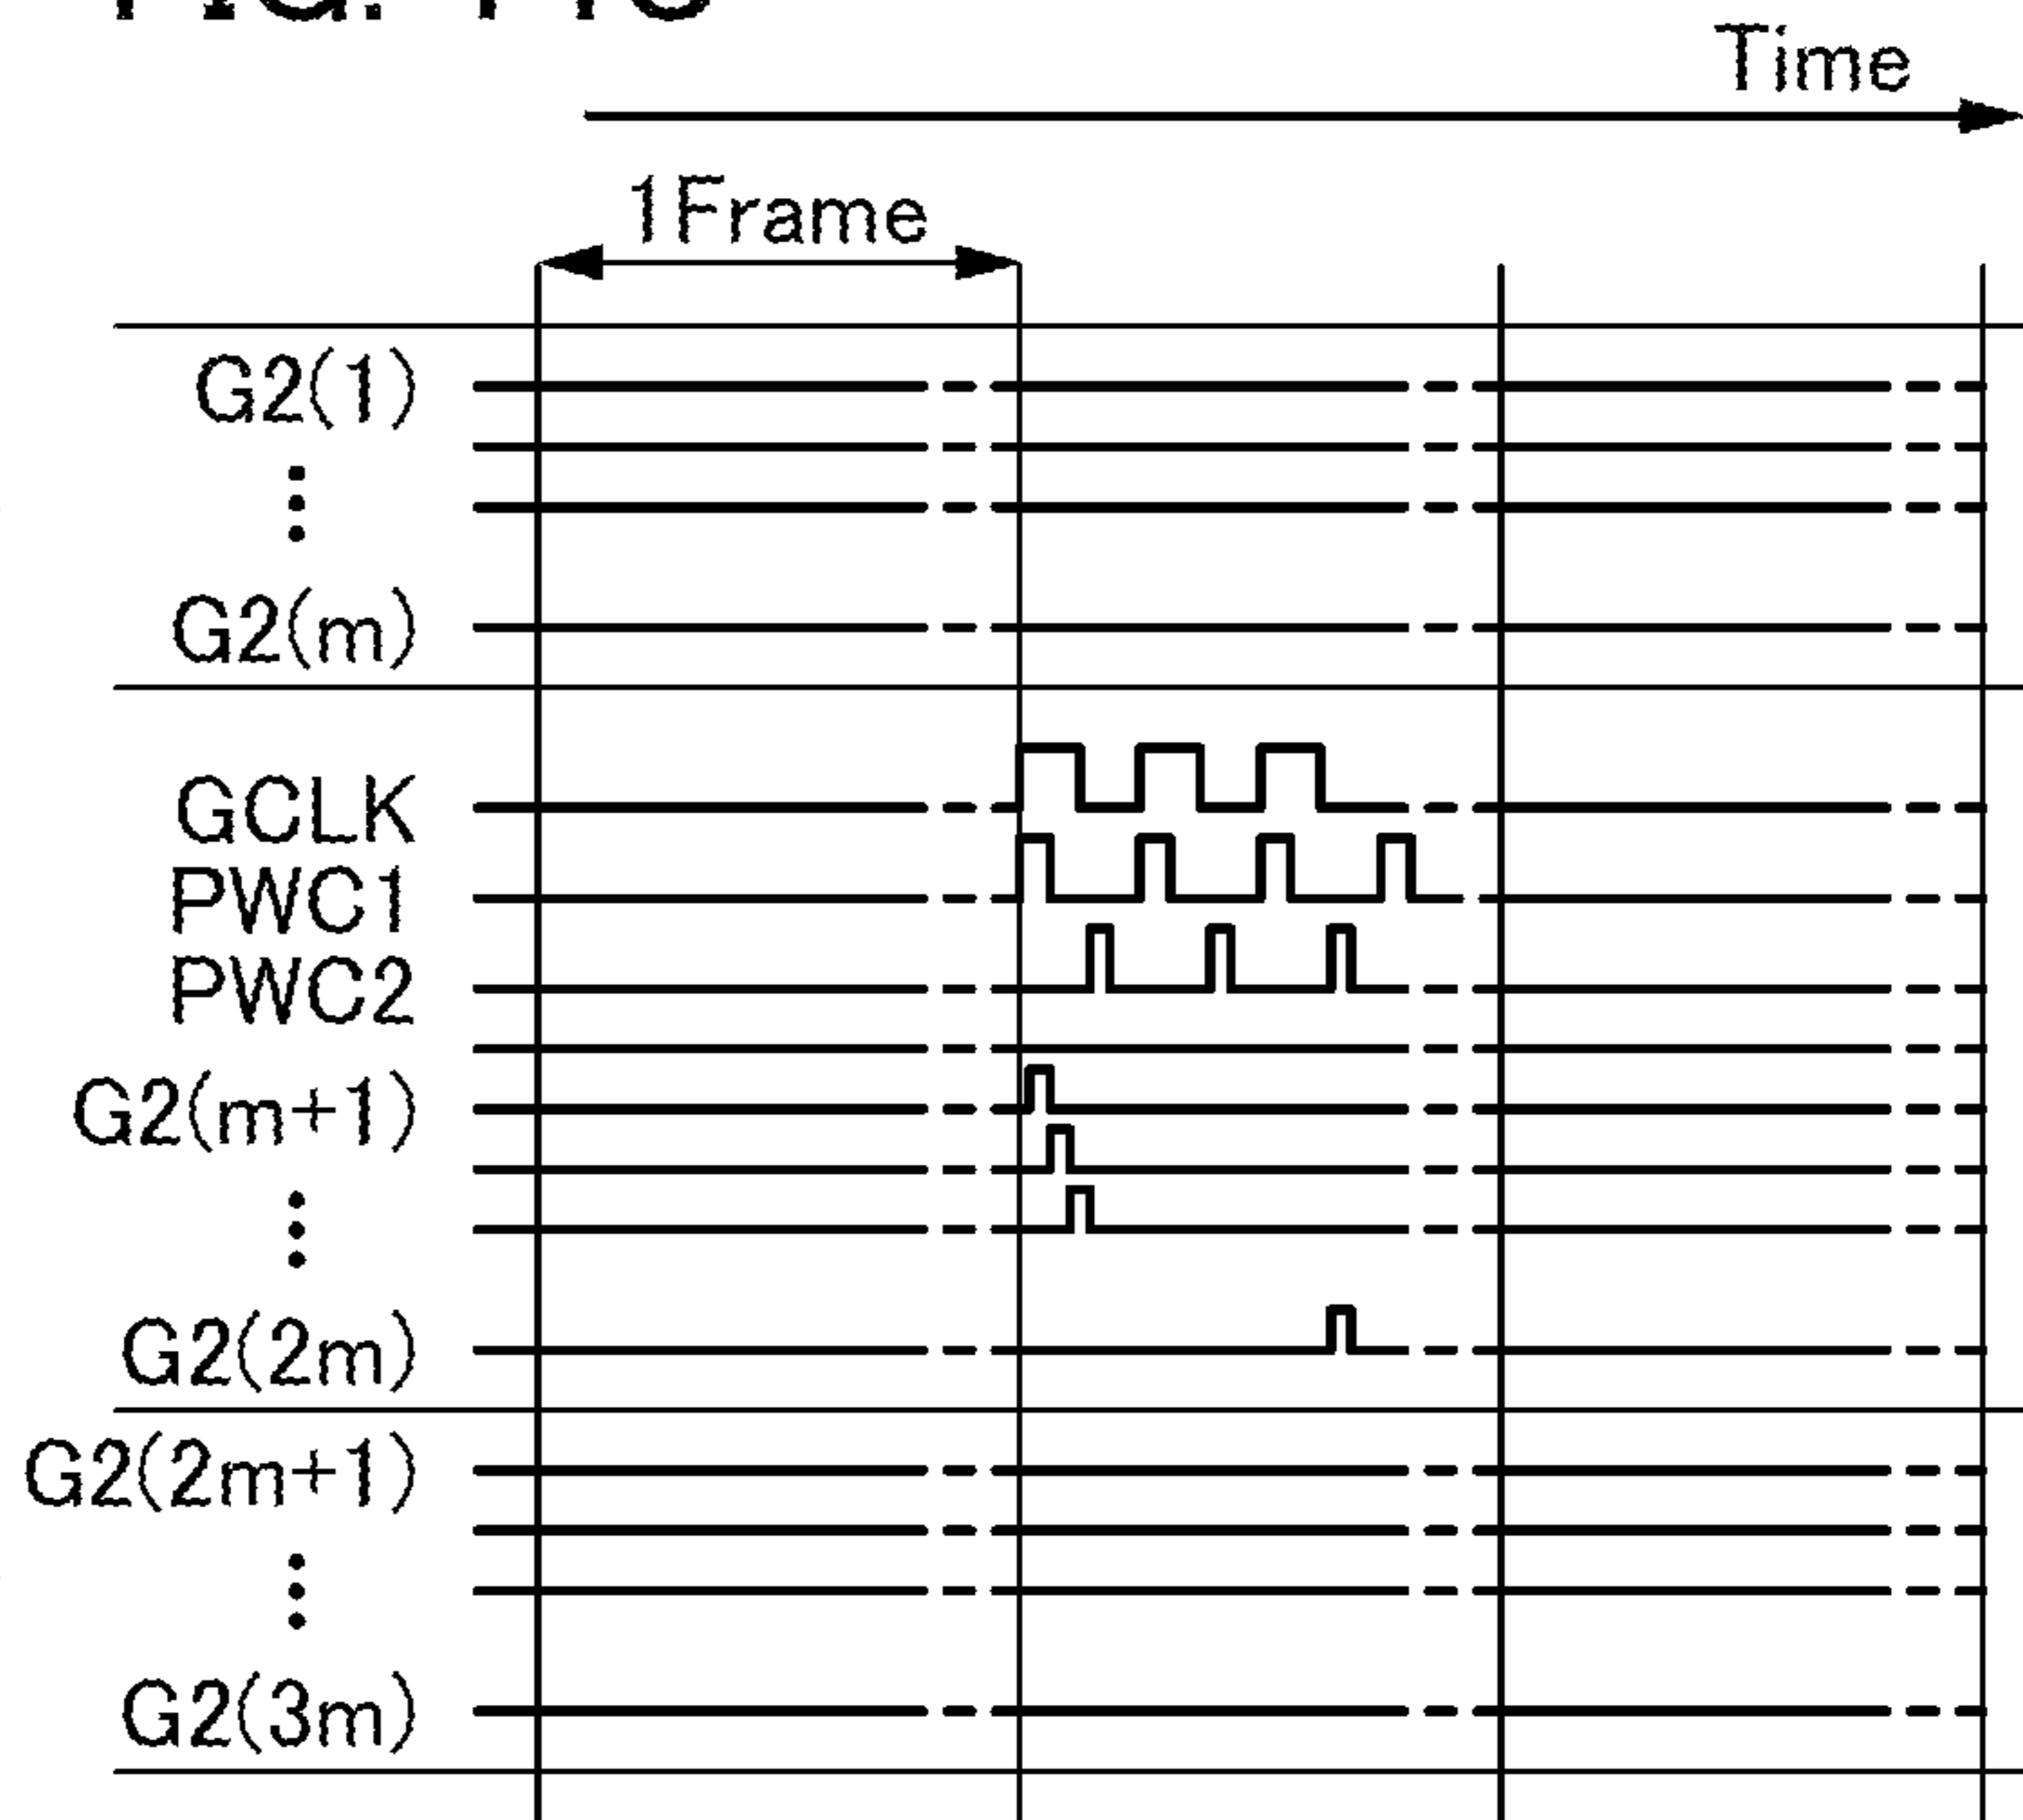 Time
1Frame
G2(1)
G2(m)
GCLK
PWC1
PWC2
G2(m+1)
G2(2m)
G2(2m+1)
G2(3m)